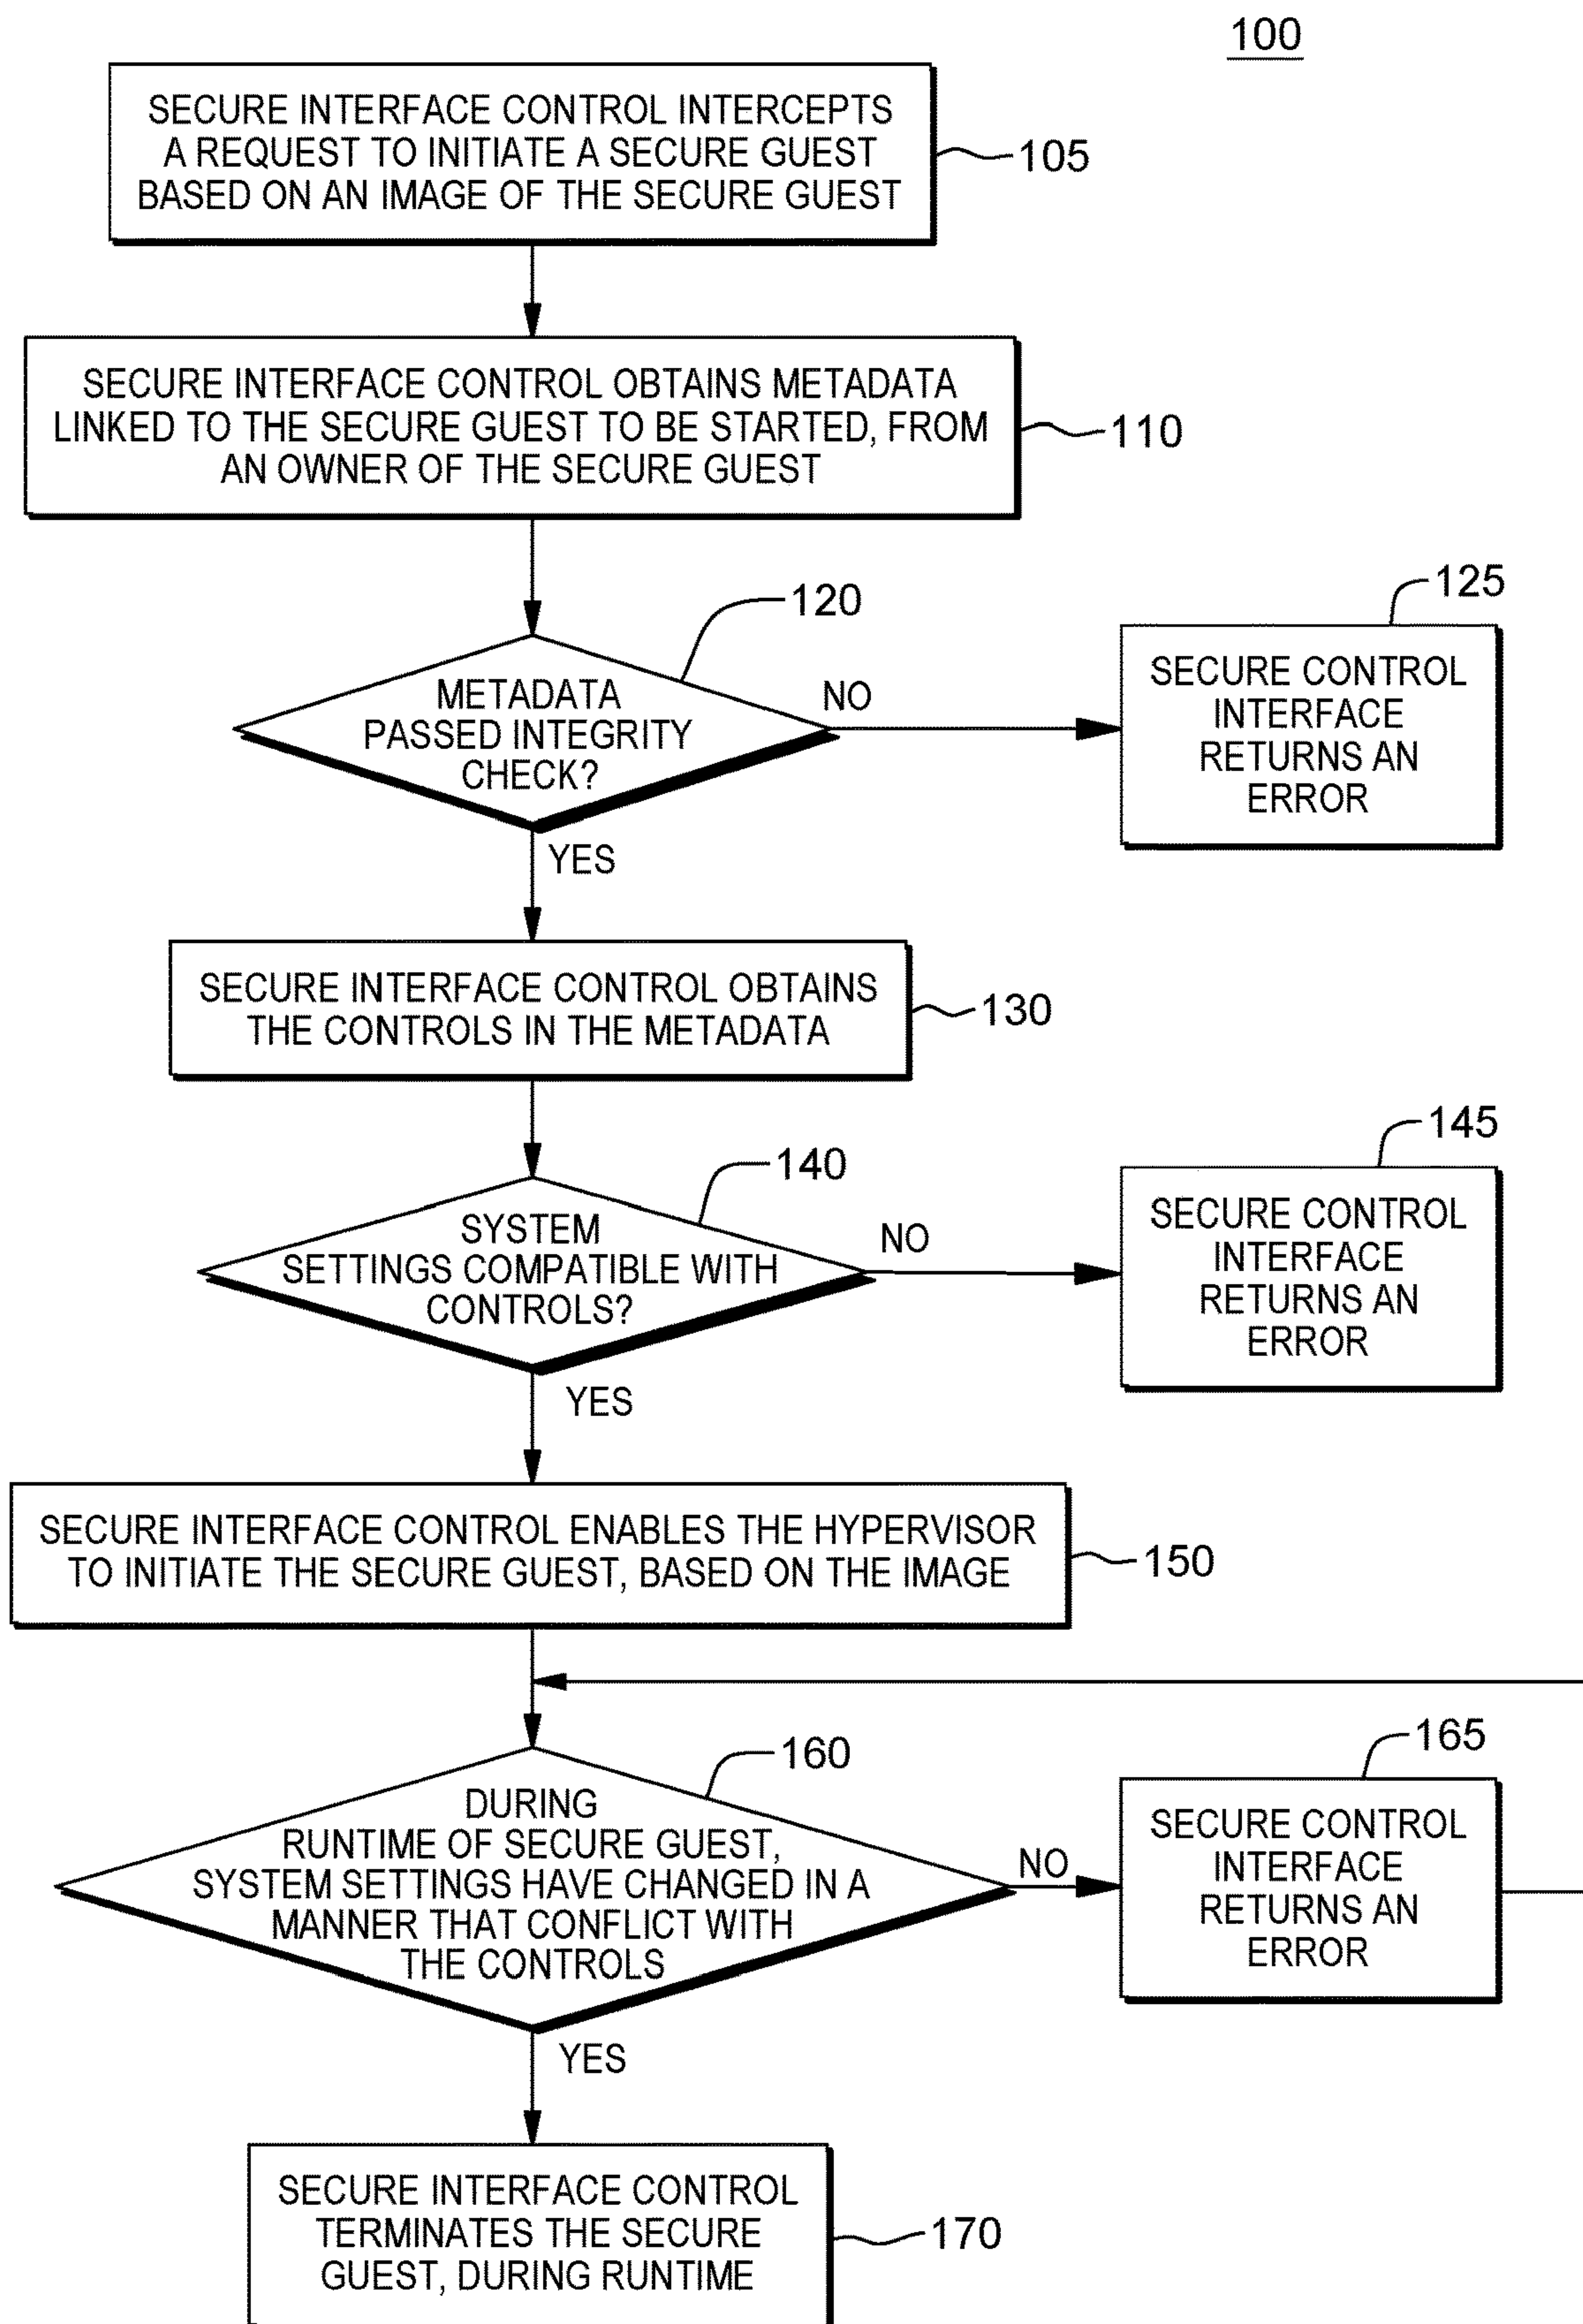 100
SECURE INTERFACE CONTROL INTERCEPTS
A REQUEST TO INITIATE A SECURE GUEST
BASED ON AN IMAGE OF THE SECURE GUEST
105
SECURE INTERFACE CONTROL OBTAINS METADATA
LINKED TO THE SECURE GUEST TO BE STARTED, FROM
AN OWNER OF THE SECURE GUEST
110
120
METADATA
PASSED INTEGRITY
CHECK?
NO
125
SECURE CONTROL
INTERFACE
RETURNS AN
ERROR
YES
SECURE INTERFACE CONTROL OBTAINS
THE CONTROLS IN THE METADATA
130
140
SYSTEM
SETTINGS COMPATIBLE WITH
CONTROLS?
NO
145
SECURE CONTROL
INTERFACE
RETURNS AN
ERROR
YES
SECURE INTERFACE CONTROL ENABLES THE HYPERVISOR
TO INITIATE THE SECURE GUEST, BASED ON THE IMAGE
150
160
DURING
RUNTIME OF SECURE GUEST,
SYSTEM SETTINGS HAVE CHANGED IN A
MANNER THAT CONFLICT WITH
THE CONTROLS
NO
165
SECURE CONTROL
INTERFACE
RETURNS AN
ERROR
YES
SECURE INTERFACE CONTROL
TERMINATES THE SECURE
GUEST, DURING RUNTIME
170